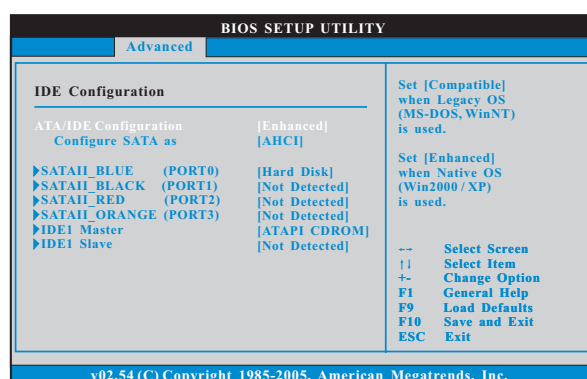 BIOS SETUP UTILITY
Advanced
IDE Configuration
ATA/IDE Configuration [Enhanced]
Configure SATA as [AHCI]
SATAII_BLUE (PORT0) [Hard Disk]
SATAII_BLACK (PORT1) [Not Detected]
SATAII_RED (PORT2) [Not Detected]
SATAII_ORANGE (PORT3) [Not Detected]
IDE1 Master [ATAPI CDROM]
IDE1 Slave [Not Detected]
Set [Compatible]
when Legacy OS
(MS-DOS, WinNT)
is used.
Set [Enhanced]
when Native OS
(Win2000 / XP)
is used.
←→ Select Screen
↑↓ Select Item
+- Change Option
F1 General Help
F9 Load Defaults
F10 Save and Exit
ESC Exit
v02.54 (C) Copyright 1985-2005, American Megatrends, Inc.